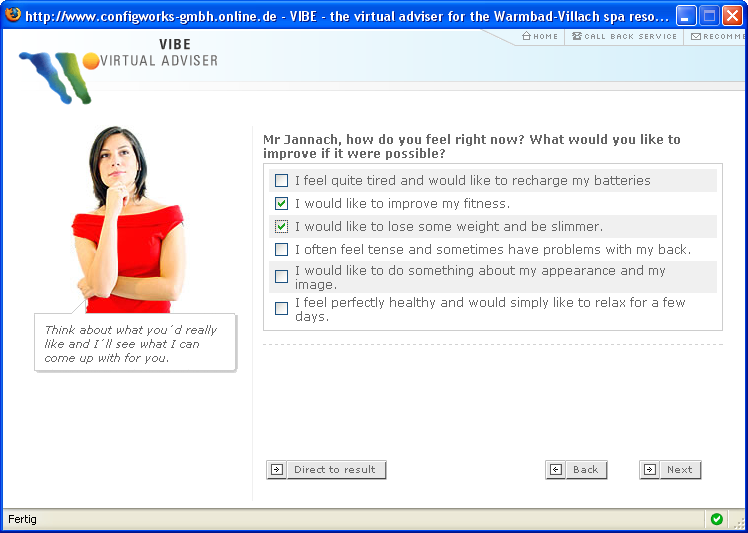 http://www.configworks-gmbh.online.de - VIBE - the virtual adviser for the Warmbad-Villach spa reso...
HOME
CALL BACK SERVICE
RECOMME
VIBE
VIRTUAL ADVISER
Mr Jannach, how do you feel right now? What would you like to
improve if it were possible?
I feel quite tired and would like to recharge my batteries
I would like to improve my fitness.
I would like to lose some weight and be slimmer.
I often feel tense and sometimes have problems with my back.
I would like to do something about my appearance and my
image.
I feel perfectly healthy and would simply like to relax for a few
days.
Think about what you´d really
like and I´ll see what I can
come up with for you.
Direct to result
Back
Next
Fertig